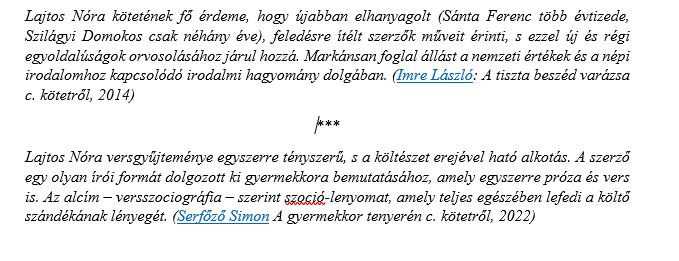 Lajtos Nóra kötetének fő érdeme, hogy újabban elhanyagolt (Sánta Ferenc több évtizede,
Szilágyi Domokos csak néhány éve), feledésre ítélt szerzők műveit érinti, s ezzel új és régi
egyoldalúságok orvosolásához járul hozzá. Markánsan foglal állást a nemzeti értékek és a népi
irodalomhoz kapcsolódó irodalmi hagyomány dolgában. (Imre László: A tiszta beszéd varázsa
c. kötetről, 2014)
***
Lajtos Nóra versgyűjteménye egyszerre tényszerű, s a költészet erejével ható alkotás. A szerző
egy olyan írói formát dolgozott ki gyermekkora bemutatásához, amely egyszerre próza és vers
is. Az alcím – versszociográfia – szerint szoció-lenyomat, amely teljes egészében lefedi a költő
szándékának lényegét. (Serfőző Simon A gyermekkor tenyerén c. kötetről, 2022)